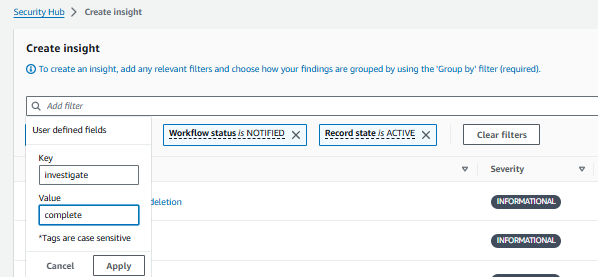 Security Hub > Create insight
Create insight
To create an insight, add any relevant filters and choose how your findings are grouped by using the 'Group by' filter (required).
Add filter
User defined fields
Workflow status is NOTIFIED
Record state is ACTIVE
Clear filters
Key
investigate
Severity
Value
deletion
INFORMATIONAL
complete
*Tags are case sensitive
INFORMATIONAL
Cancel
Apply